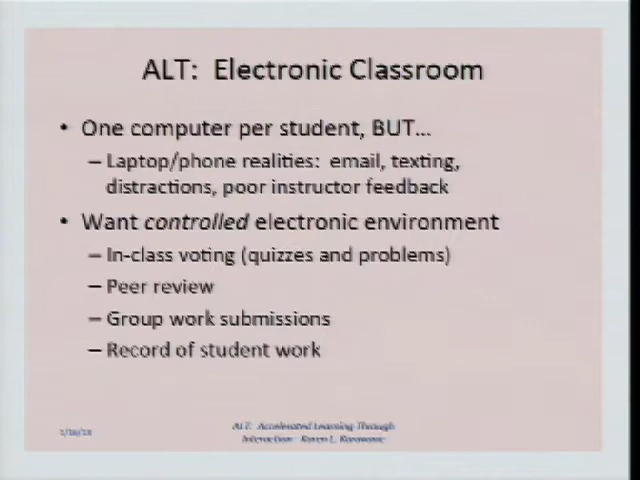 ALT: Electronic Classroom
• One computer per student, BUT...
– Laptop/phone realities: email, texting,
distractions, poor instructor feedback
• Want controlled electronic environment
– In-class voting (quizzes and problems)
– Peer review
– Group work submissions
– Record of student work
ALT: Accelerated Learning Through
Interaction Karen L.